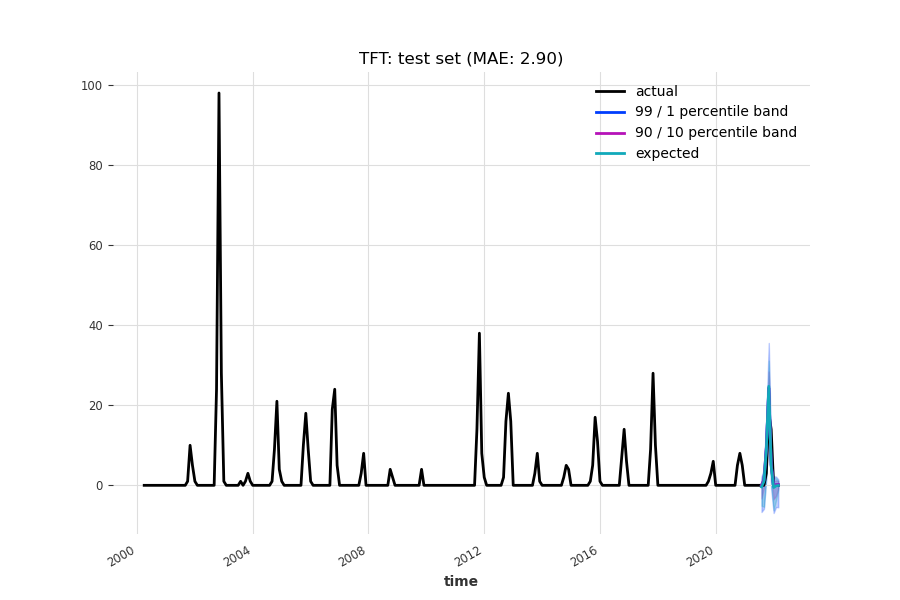 TFT: test set (MAE: 2.90)
100
80
60
40
20
0
actual
99 / 1 percentile band
90 / 10 percentile band
expected
2000
2004
2008
2012
2016
2020
time